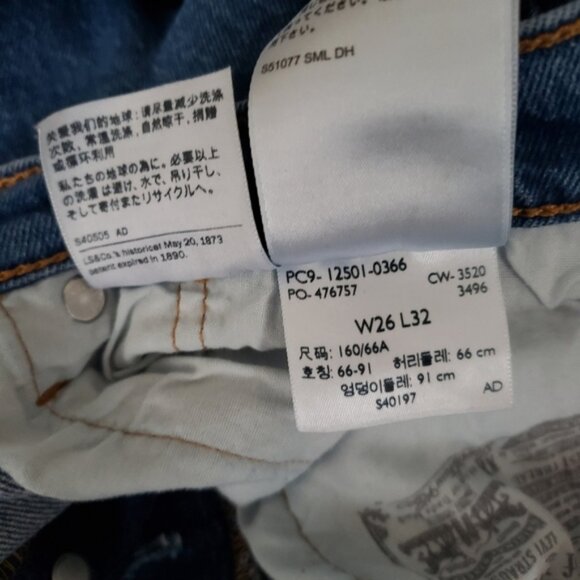 S51077 SML DH
关爱我们的地球：请尽量减少洗涤
次数，常温洗涤，自然晾干，捐赠
或循环利用
私たちの地球の為に。必要以上
の洗濯は避け、水で、吊り干し、
そして寄付またリサイクルへ。
S40505 AD
LS&Co.'s historical May 20, 1873
patent expired in 1890.
PC9- 12501-0366
PO- 476757
CW- 3520
3496
W26 L32
尺码: 160/66A
호칭: 66-91 허리둘레: 66 cm
엉덩이둘레: 91 cm
S40197
AD